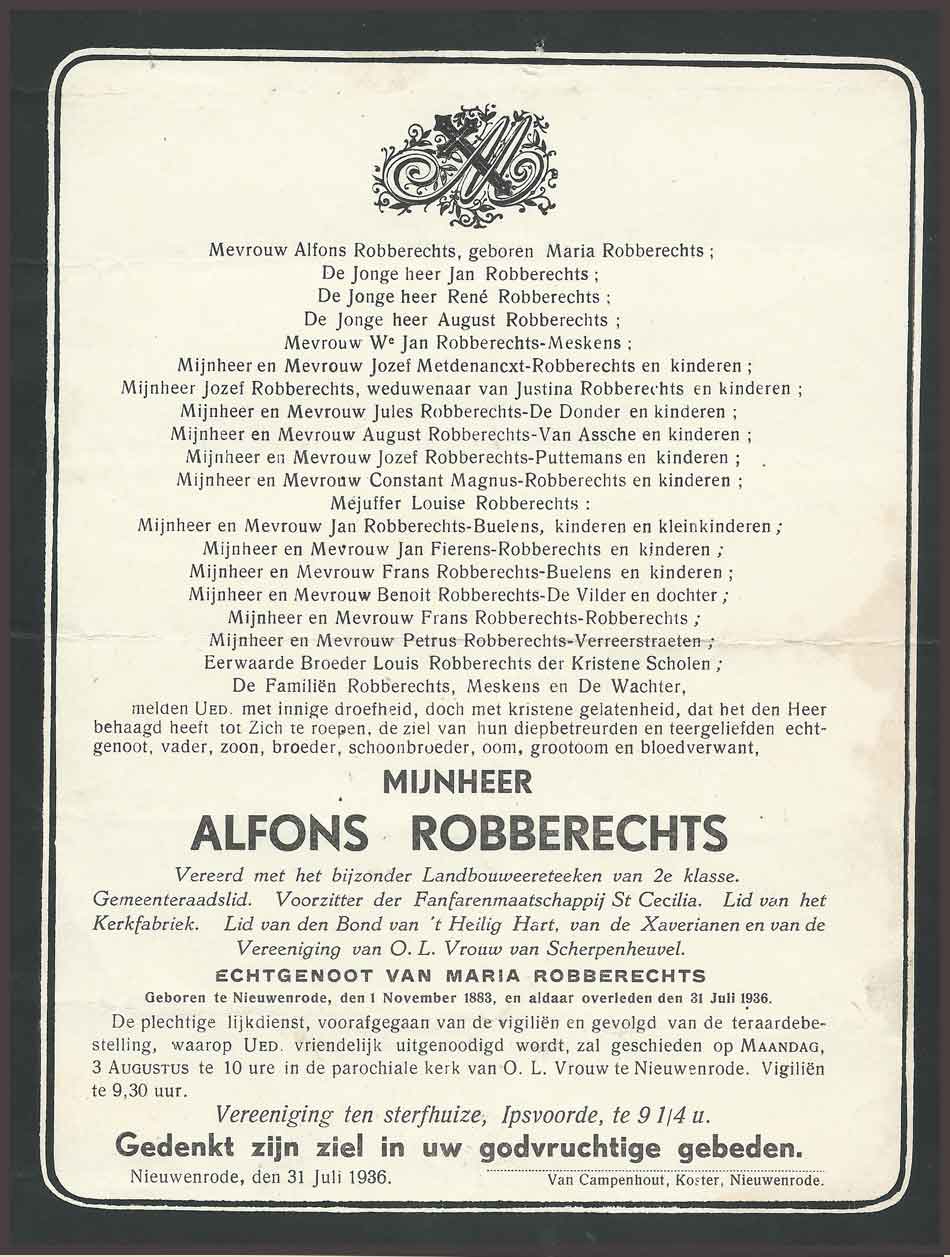 M
Mevrouw Alfons Robberechts, geboren Maria Robberechts ;
De Jonge heer Jan Robberechts ;
De Jonge heer René Robberechts ;
De Jonge heer August Robberechts ;
Mevrouw We Jan Robberechts-Meskens ;
Mijnheer en Mevrouw Jozef Metdenancxt-Robberechts en kinderen ;
Mijnheer Jozef Robberechts, weduwenaar van Justina Robberechts en kinderen ;
Mijnheer en Mevrouw Jules Robberechts-De Donder en kinderen ;
Mijnheer en Mevrouw August Robberechts-Van Assche en kinderen ;
Mijnheer en Mevrouw Jozef Robberechts-Puttemans en kinderen ;
Mijnheer en Mevrouw Constant Magnus-Robberechts en kinderen ;
Mejuffer Louise Robberechts :
Mijnheer en Mevrouw Jan Robberechts-Buelens, kinderen en kleinkinderen ;
Mijnheer en Mevrouw Jan Fierens-Robberechts en kinderen ;
Mijnheer en Mevrouw Frans Robberechts-Buelens en kinderen ;
Mijnheer en Mevrouw Benoit Robberechts-De Vilder en dochter ;
Mijnheer en Mevrouw Frans Robberechts-Robberechts ;
Mijnheer en Mevrouw Petrus Robberechts-Verreerstraeten ;
Eerwaarde Broeder Louis Robberechts der Kristene Scholen ;
De Familiën Robberechts, Meskens en De Wachter,
melden UED. met innige droefheid, doch met kristene gelatenheid, dat het den Heer
behaagd heeft tot Zich te roepen, de ziel van hun diepbetreurden en teergeliefden echt-
genoot, vader, zoon, broeder, schoonbroeder, oom, grootoom en bloedverwant,
MIJNHEER
ALFONS ROBBERECHTS
Vereerd met het bijzonder Landbouweereteeken van 2e klasse.
Gemeenteraadslid. Voorzitter der Fanfarenmaatschappij St Cecilia. Lid van het
Kerkfabriek. Lid van den Bond van 't Heilig Hart, van de Xaverianen en van de
Vereeniging van O. L. Vrouw van Scherpenheuvel.
ECHTGENOOT VAN MARIA ROBBERECHTS
Geboren te Nieuwenrode, den 1 November 1883, en aldaar overleden den 31 Juli 1936.
De plechtige lijkdienst, voorafgegaan van de vigiliën en gevolgd van de teraardebe-
stelling, waarop UED. vriendelijk uitgenoodigd wordt, zal geschieden op MAANDAG,
3 AUGUSTUS te 10 ure in de parochiale kerk van O. L. Vrouw te Nieuwenrode. Vigiliën
te 9,30 uur.
Vereeniging ten sterfhuize, Ipsvoorde, te 9 1/4 u.
Gedenkt zijn ziel in uw godvruchtige gebeden.
Nieuwenrode, den 31 Juli 1936.
Van Campenhout, Koster, Nieuwenrode.